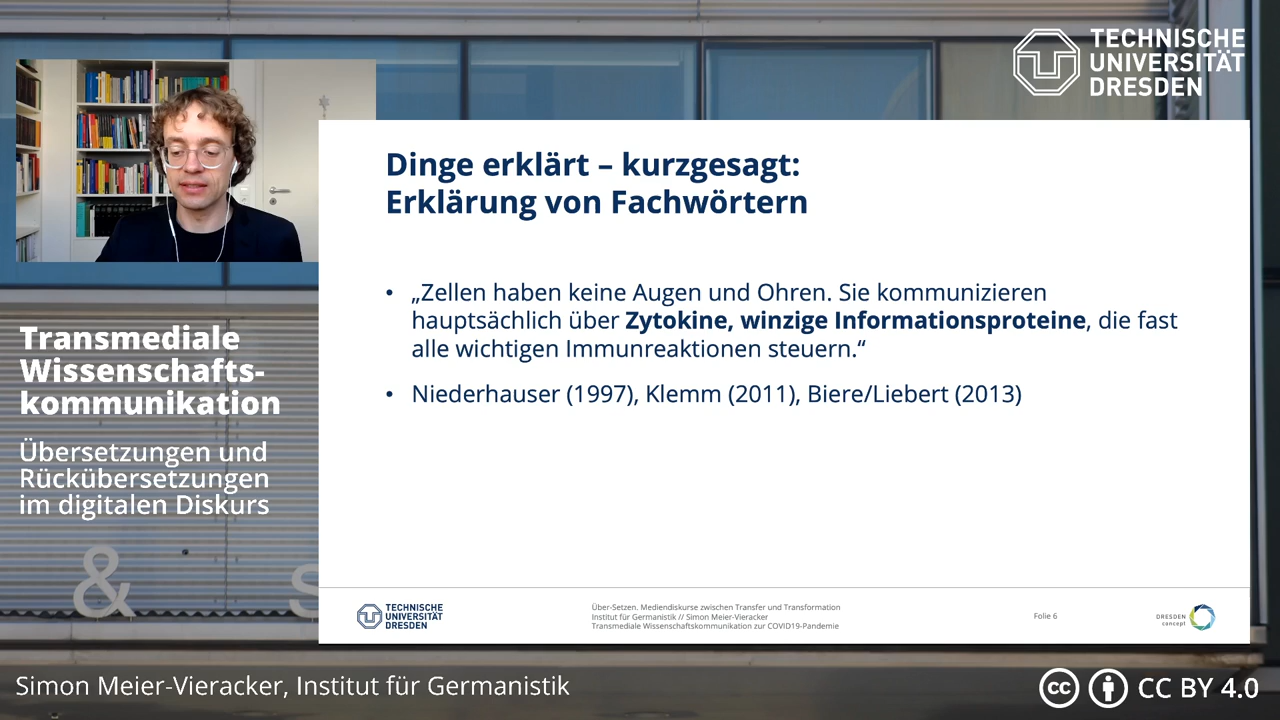 TECHNISCHE
UNIVERSITÄT
DRESDEN
Dinge erklärt – kurzgesagt:
Erklärung von Fachwörtern
• „Zellen haben keine Augen und Ohren. Sie kommunizieren
hauptsächlich über Zytokine, winzige Informationsproteine, die fast
alle wichtigen Immunreaktionen steuern.“
• Niederhauser (1997), Klemm (2011), Biere/Liebert (2013)
Transmediale
Wissenschafts-
kommunikation
Übersetzungen und
Rückübersetzungen
im digitalen Diskurs
& s
TECHNISCHE
UNIVERSITÄT
DRESDEN
Über-Setzen. Mediendiskurse zwischen Transfer und Transformation
Institut für Germanistik // Simon Meier-Vieracker
Transmediale Wissenschaftskommunikation zur COVID19-Pandemie
Folie 6
DRESDEN
concept
Simon Meier-Vieracker, Institut für Germanistik
cc CC BY 4.0